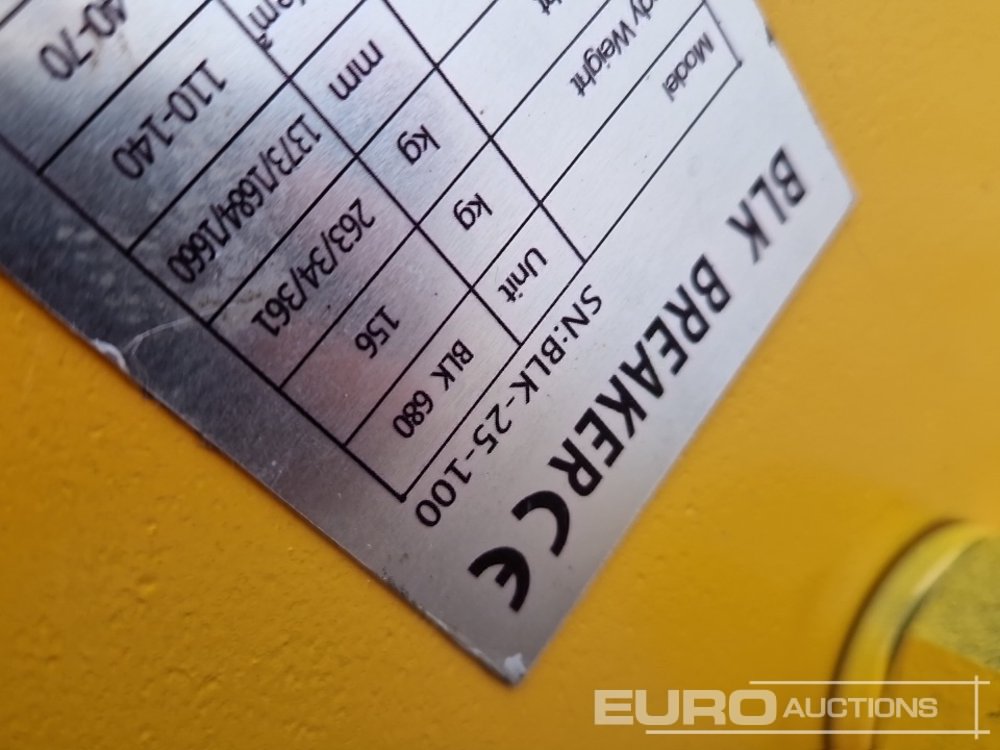 BLK BREAKER CE
SN:BLK-25-100
Model Unit BLK 680
Weight kg 156
kg 263/34/361
mm 1373/1684/1660
110-140
40-70
EURO AUCTIONS